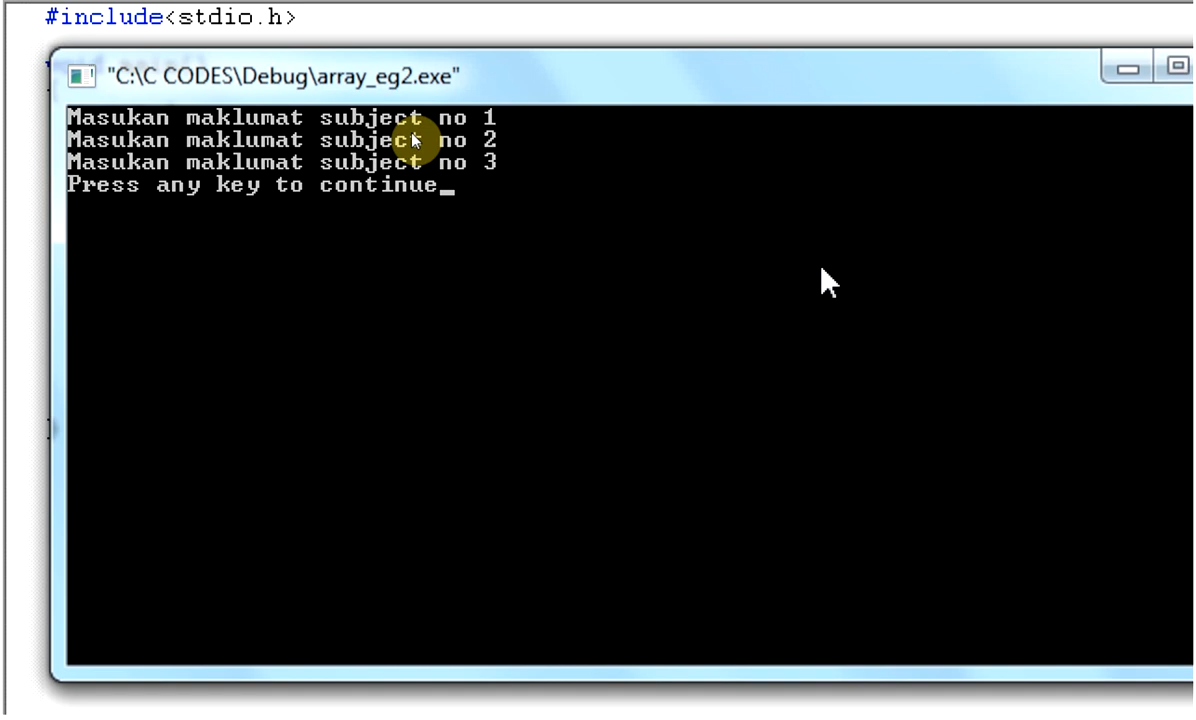 #include<stdio.h>
"C:\C CODES\Debug\array_eg2.exe"
Masukan maklumat subject no 1
Masukan maklumat subject no 2
Masukan maklumat subject no 3
Press any key to continue_